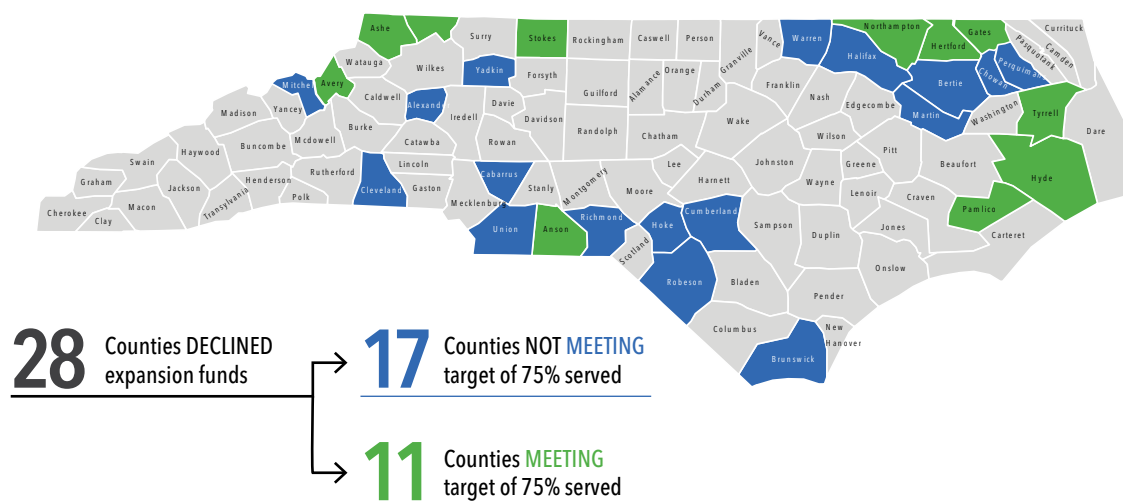 Ashe
Surry
Stokes
Rockingham
Caswell
Person
Vance
Warren
Northampton
Gates
Currituck
Camden
Pasquotank
Perquiman
Chowan
Hertford
Halifax
Granville
Watauga
Wilkes
Yadkin
Forsyth
Guilford
Alamance
Orange
Durham
Franklin
Nash
Edgecombe
Bertie
Martin
Washington
Tyrrell
Dare
Mitchel
Avery
Caldwell
Alexande
Iredell
Davie
Davidson
Randolph
Chatham
Wake
Wilson
Pitt
Beaufort
Hyde
Madison
Yancey
Mcdowell
Burke
Catawba
Rowan
Buncombe
Haywood
Swain
Graham
Cherokee
Clay
Macon
Jackson
Transylvania
Henderson
Polk
Rutherford
Cleveland
Lincoln
Gaston
Mecklenburg
Cabarrus
Stanly
Montgomery
Moore
Lee
Harnett
Johnston
Wayne
Greene
Lenoir
Craven
Pamlico
Carteret
Jones
Onslow
Duplin
Sampson
Cumberland
Hoke
Scotland
Richmond
Anson
Union
Robeson
Bladen
Pender
New
Hanover
Columbus
Brunswick
28
Counties DECLINED
expansion funds
17
Counties NOT MEETING
target of 75% served
11
Counties MEETING
target of 75% served